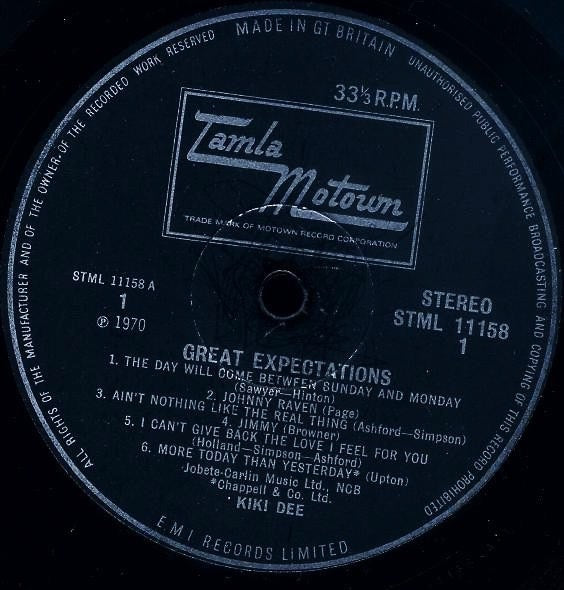 ALL RIGHTS OF THE MANUFACTURER AND OF THE OWNER OF THE RECORDED WORK RESERVED
MADE IN GT BRITAIN
UNAUTHORISED PUBLIC PERFORMANCE BROADCASTING AND COPYING OF THIS RECORD PROHIBITED
33⅓ R.P.M.
Tamla
Motown
TRADE MARK OF MOTOWN RECORD CORPORATION
STML 11158 A
1
℗ 1970
STEREO
STML 11158
1
GREAT EXPECTATIONS
1. THE DAY WILL COME BETWEEN SUNDAY AND MONDAY
(Sawyer—Hinton)
2. JOHNNY RAVEN (Page)
3. AIN'T NOTHING LIKE THE REAL THING (Ashford—Simpson)
4. JIMMY (Browner)
5. I CAN'T GIVE BACK THE LOVE I FEEL FOR YOU
(Holland—Simpson—Ashford)
6. MORE TODAY THAN YESTERDAY* (Upton)
Jobete-Carlin Music Ltd., NCB
*Chappell & Co. Ltd.
KIKI DEE
E.M.I RECORDS LIMITED